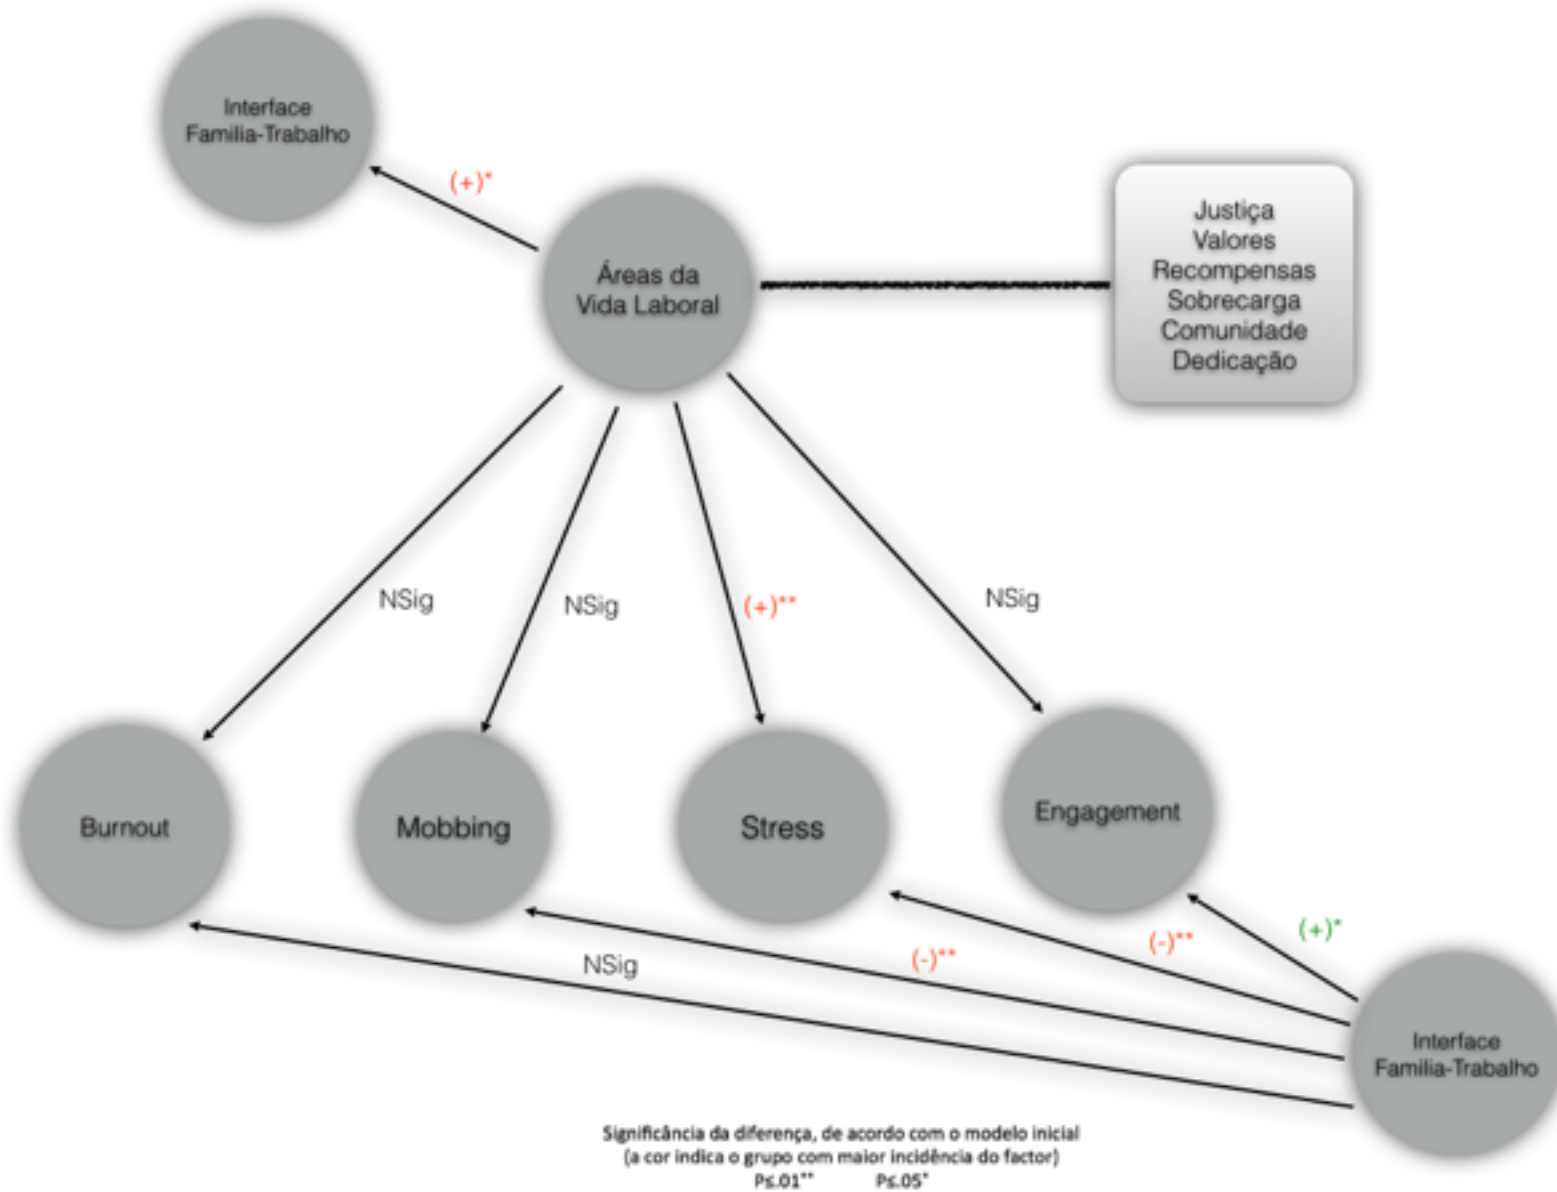 Interface
Familia-Trabalho
(+)*
Áreas da
Vida Laboral
Justiça
Valores
Recompensas
Sobrecarga
Comunidade
Dedicação
NSig
NSig
(+)**
NSig
Burnout
Mobbing
Stress
Engagement
NSig
(-)**
(-)**
(+)*
Interface
Familia-Trabalho
Significância da diferença, de acordo com o modelo inicial
(a cor indica o grupo com maior incidência do factor)
P≤.01** P≤.05*